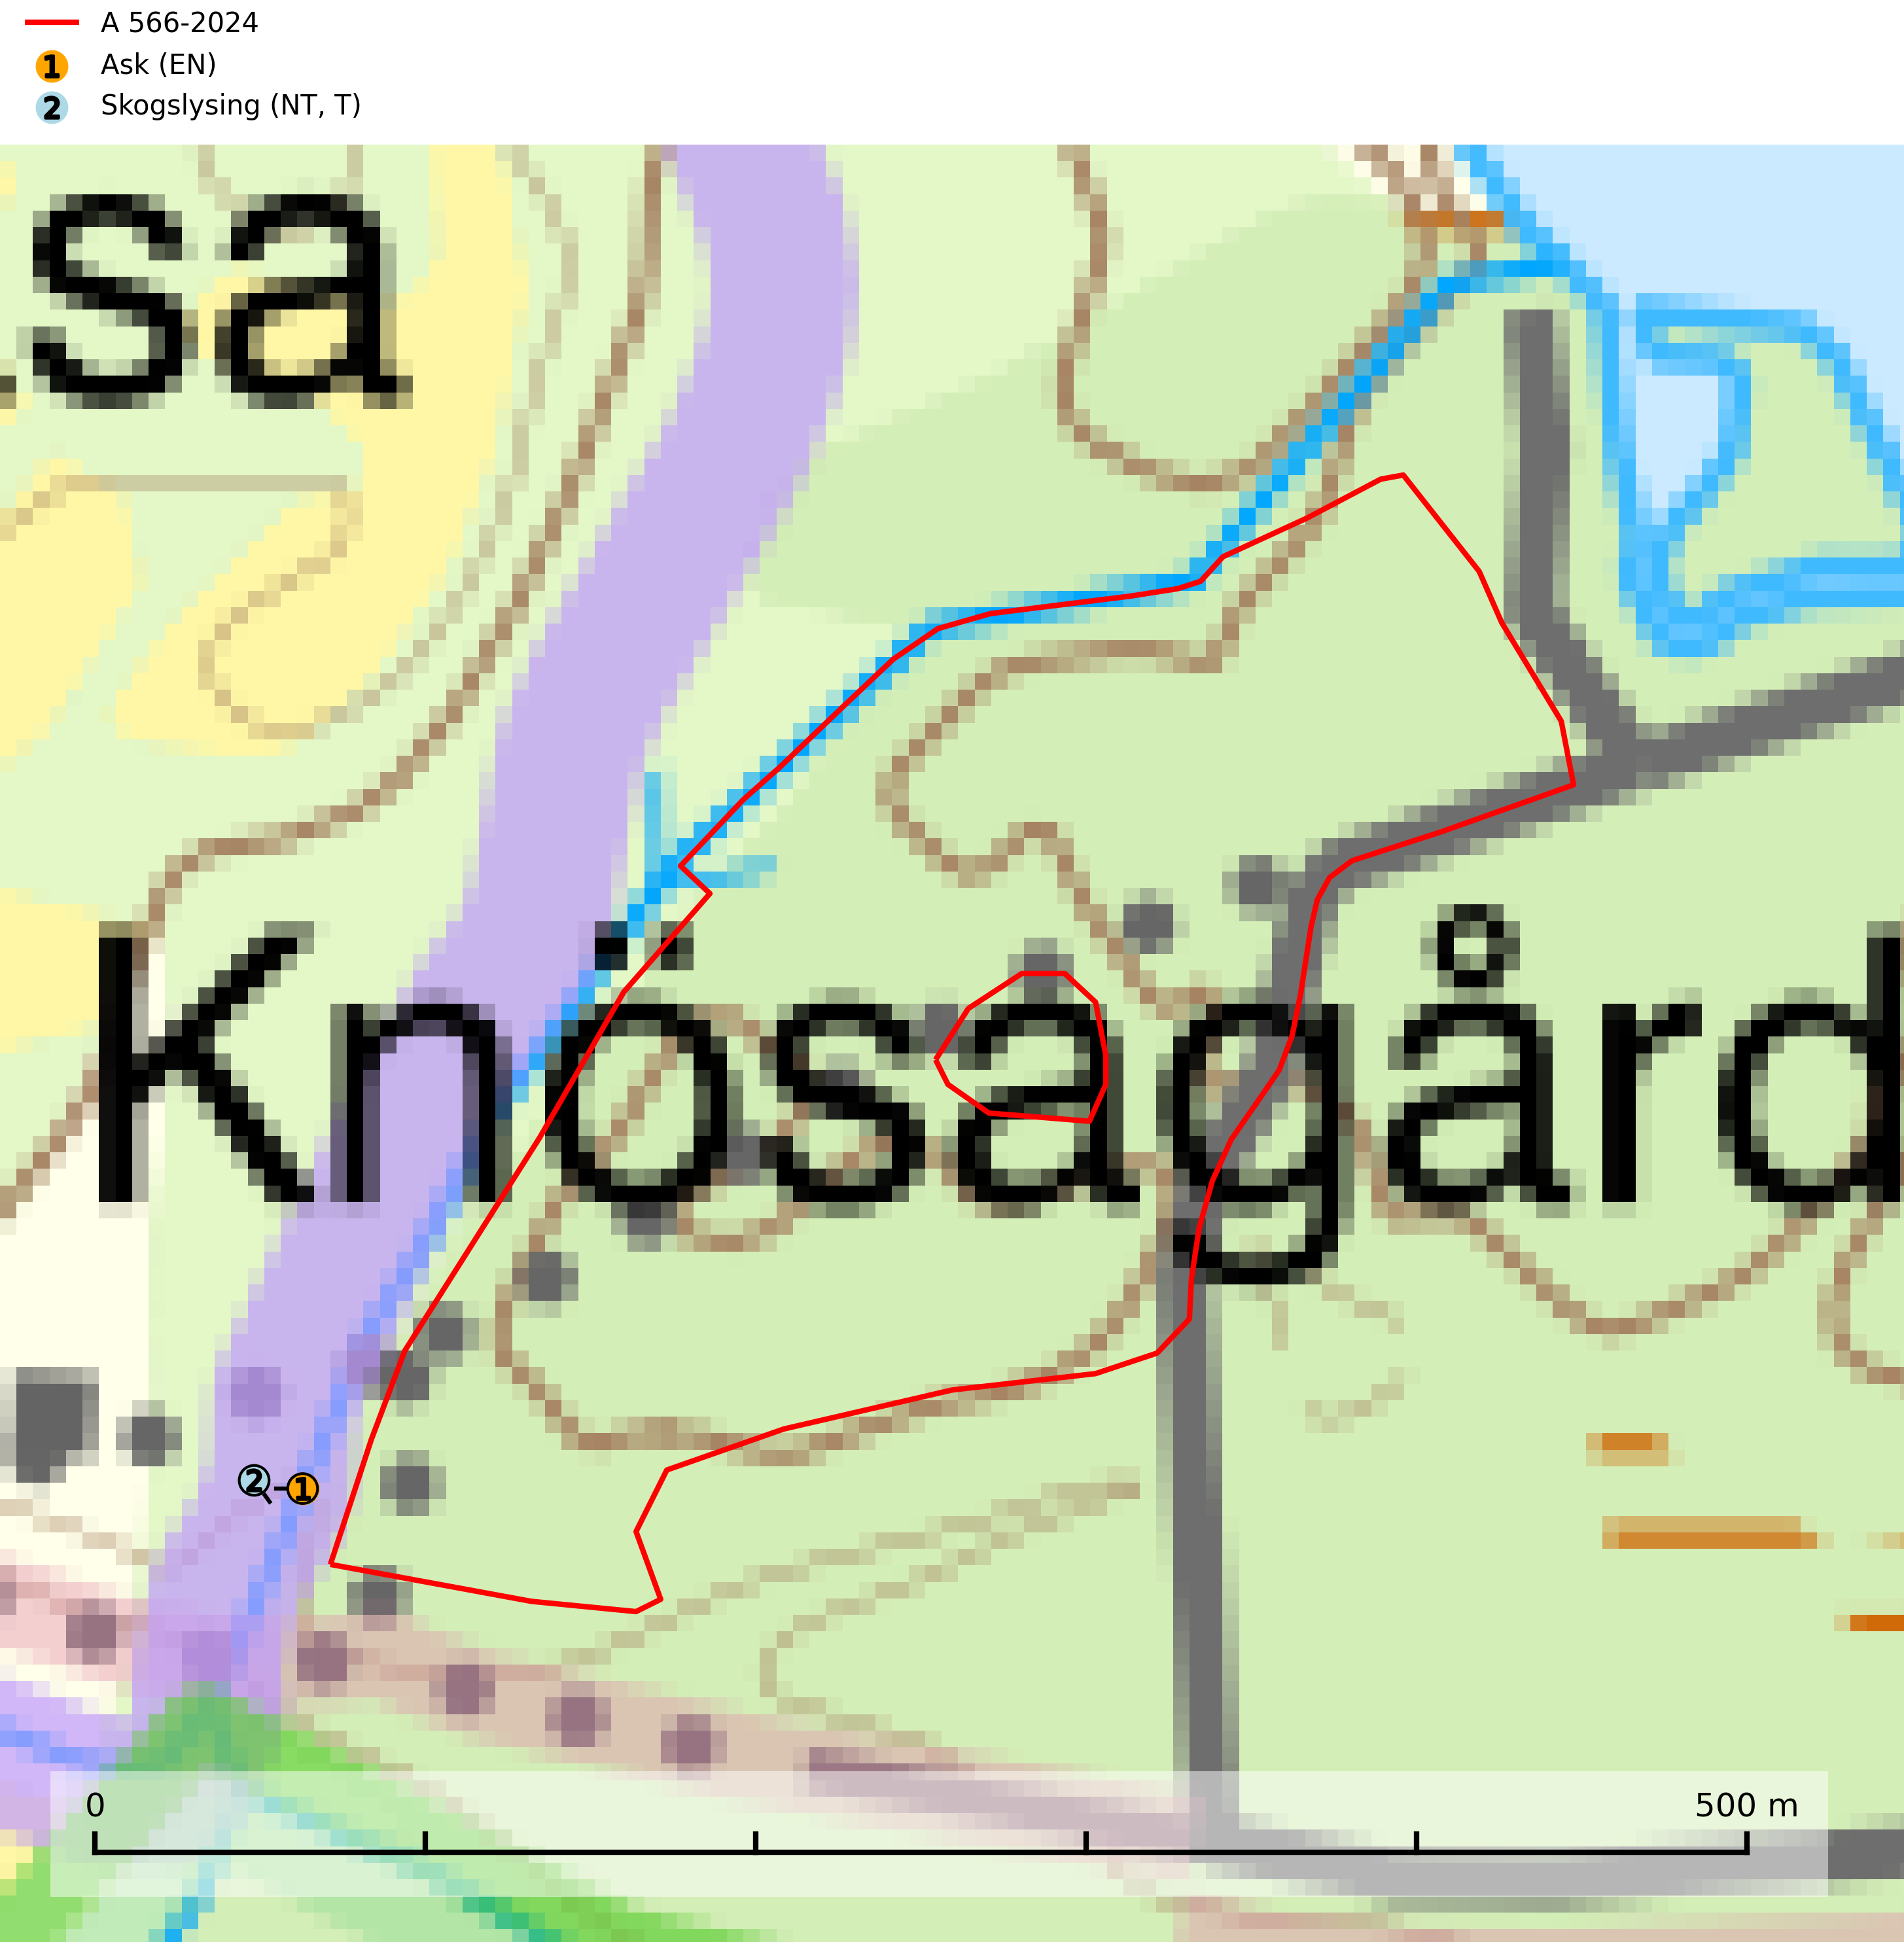 A 566-2024
1 Ask (EN)
2 Skogslysing (NT, T)
sa
Knösagård
2 1
0 500 m